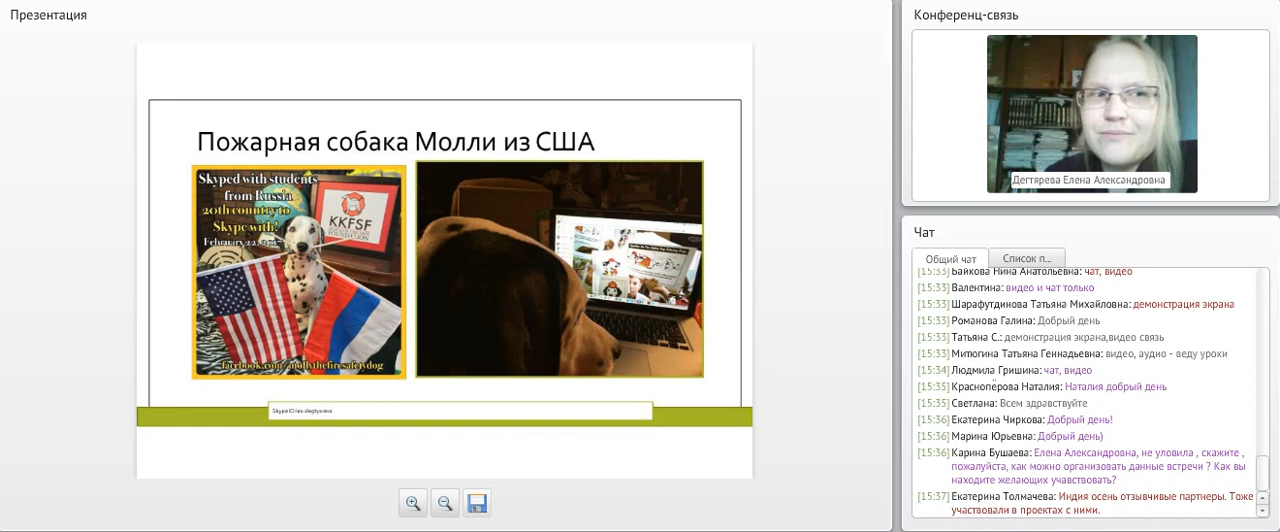 Презентация
Пожарная собака Молли из США
Skyped with students
from Russia
20th country to
Skype with!
February 22, 2017
KKFSF
FOUNDATION
facebook.com/mollythefiresafetydog
Конференц-связь
Дегтярева Елена Александровна
Чат
Общий чат
Список п...
[15:33] Байкова Нина Анатольевна: чат, видео
[15:33] Валентина: видео и чат только
[15:33] Шарафутдинова Татьяна Михайловна: демонстрация экрана
[15:33] Романова Галина: Добрый день
[15:33] Татьяна С.: демонстрация экрана,видео связь
[15:33] Митюгина Татьяна Геннадьевна: видео, аудио - веду уроки
[15:34] Людмила Гришина: чат, видео
[15:35] Краснопёрова Наталия: Наталия добрый день
[15:35] Светлана: Всем здравствуйте
[15:36] Екатерина Чиркова: Добрый день!
[15:36] Марина Юрьевна: Добрый день)
[15:36] Карина Бушаева: Елена Александровна, не уловила , скажите ,
пожалуйста, как можно организовать данные встречи ? Как вы
находите желающих учавствовать?
[15:37] Екатерина Толмачева: Индия осень отзывчивые партнеры. Тоже
участвовали в проектах с ними.